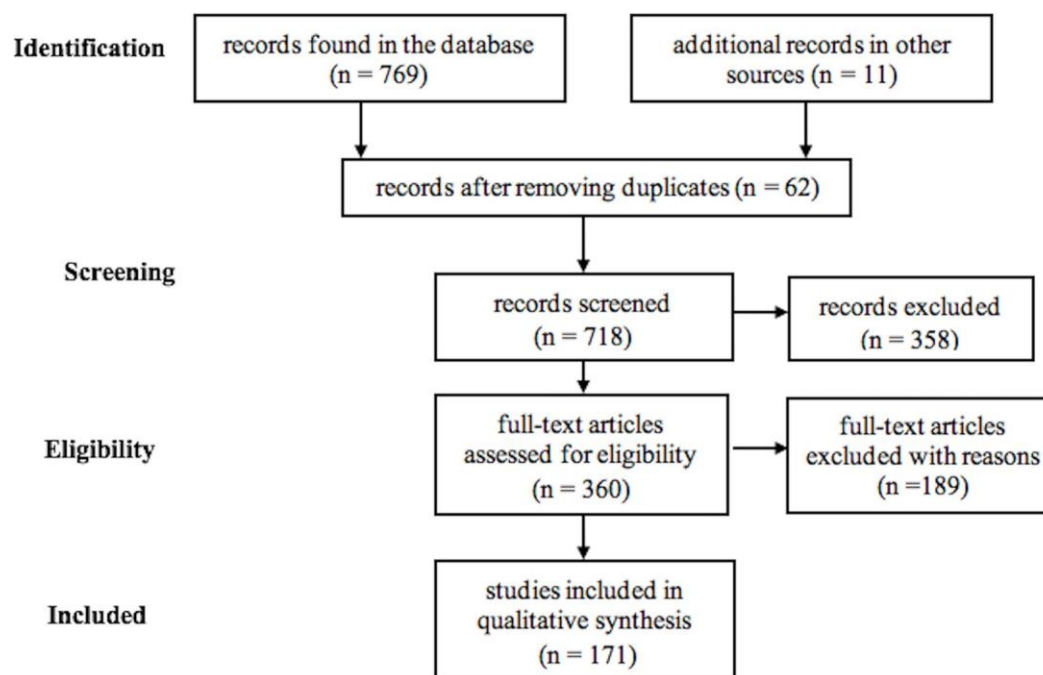 Identification
records found in the database
(n = 769)
additional records in other
sources (n = 11)
records after removing duplicates (n = 62)
Screening
records screened
(n = 718)
records excluded
(n = 358)
Eligibility
full-text articles
assessed for eligibility
(n = 360)
full-text articles
excluded with reasons
(n =189)
Included
studies included in
qualitative synthesis
(n = 171)